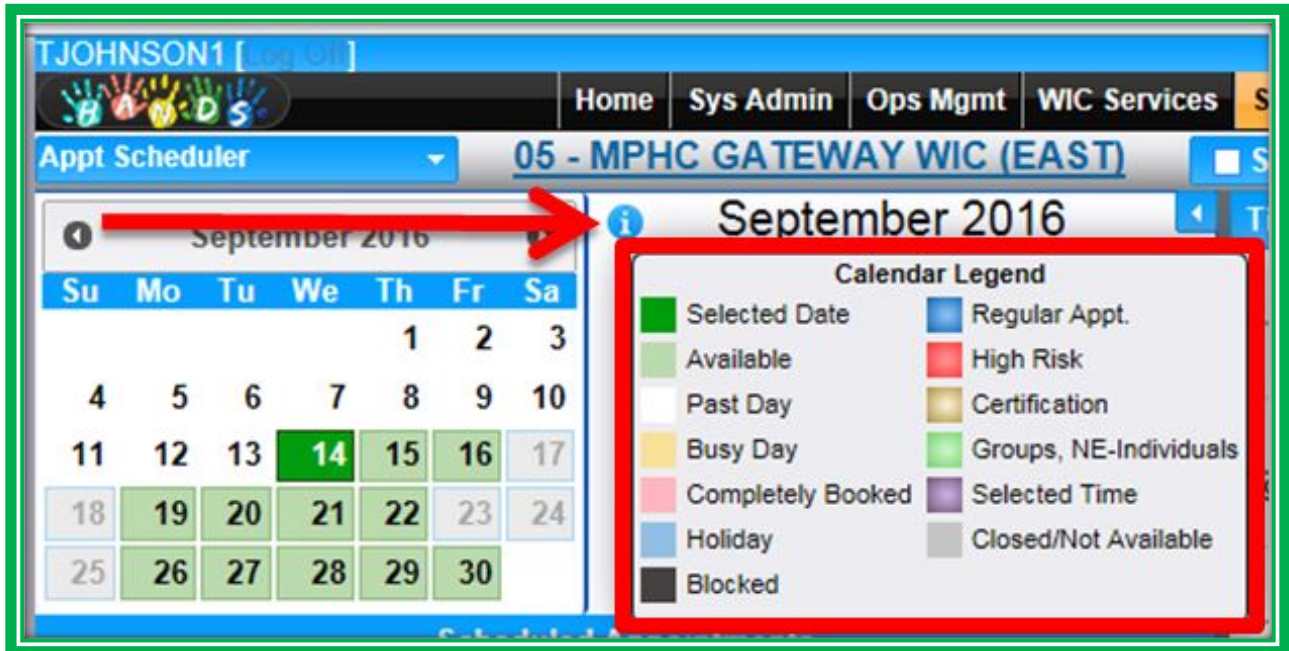 TJOHNSON1 [Log Off]
HANDS
Home Sys Admin Ops Mgmt WIC Services S
Appt Scheduler 05 - MPHC GATEWAY WIC (EAST) S
September 2016 September 2016
Su Mo Tu We Th Fr Sa
1 2 3
4 5 6 7 8 9 10
11 12 13 14 15 16 17
18 19 20 21 22 23 24
25 26 27 28 29 30
Calendar Legend
Selected Date Regular Appt.
Available High Risk
Past Day Certification
Busy Day Groups, NE-Individuals
Completely Booked Selected Time
Holiday Closed/Not Available
Blocked